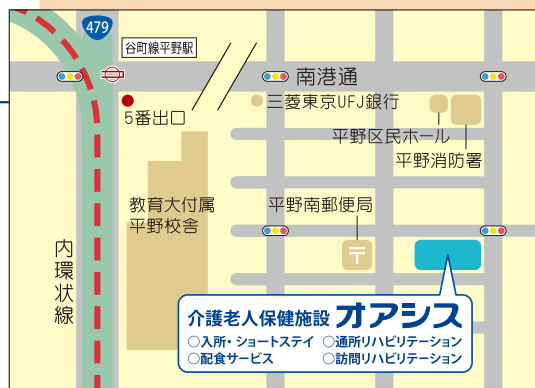 479
谷町線平野駅
南港通
5番出口
三菱東京UFJ銀行
平野区民ホール
平野消防署
教育大付属
平野校舎
平野南郵便局
〒
内環状線
介護老人保健施設 オアシス
○入所・ショートステイ ○通所リハビリテーション
○配食サービス ○訪問リハビリテーション